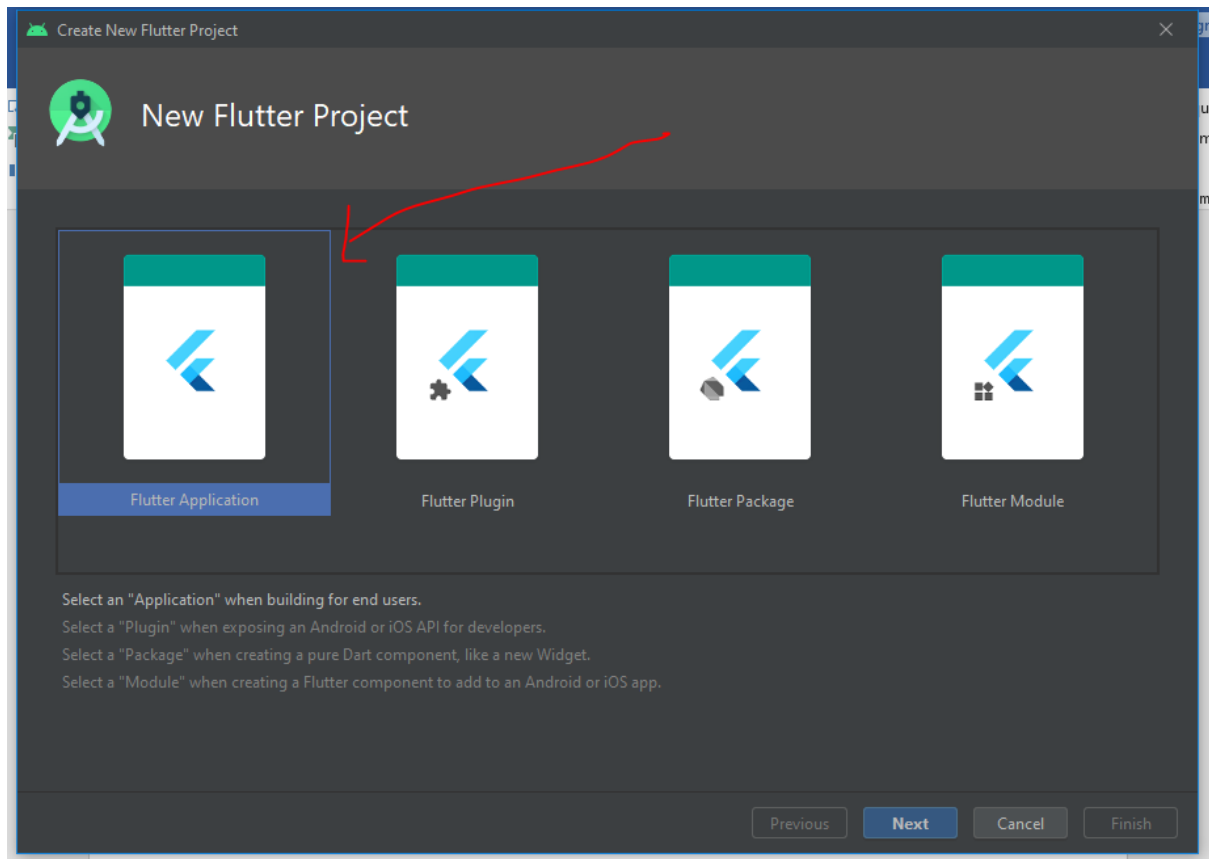 Create New Flutter Project
New Flutter Project
Flutter Application
Flutter Plugin
Flutter Package
Flutter Module
Select an "Application" when building for end users.
Select a "Plugin" when exposing an Android or iOS API for developers.
Select a "Package" when creating a pure Dart component, like a new Widget.
Select a "Module" when creating a Flutter component to add to an Android or iOS app.
Previous
Next
Cancel
Finish